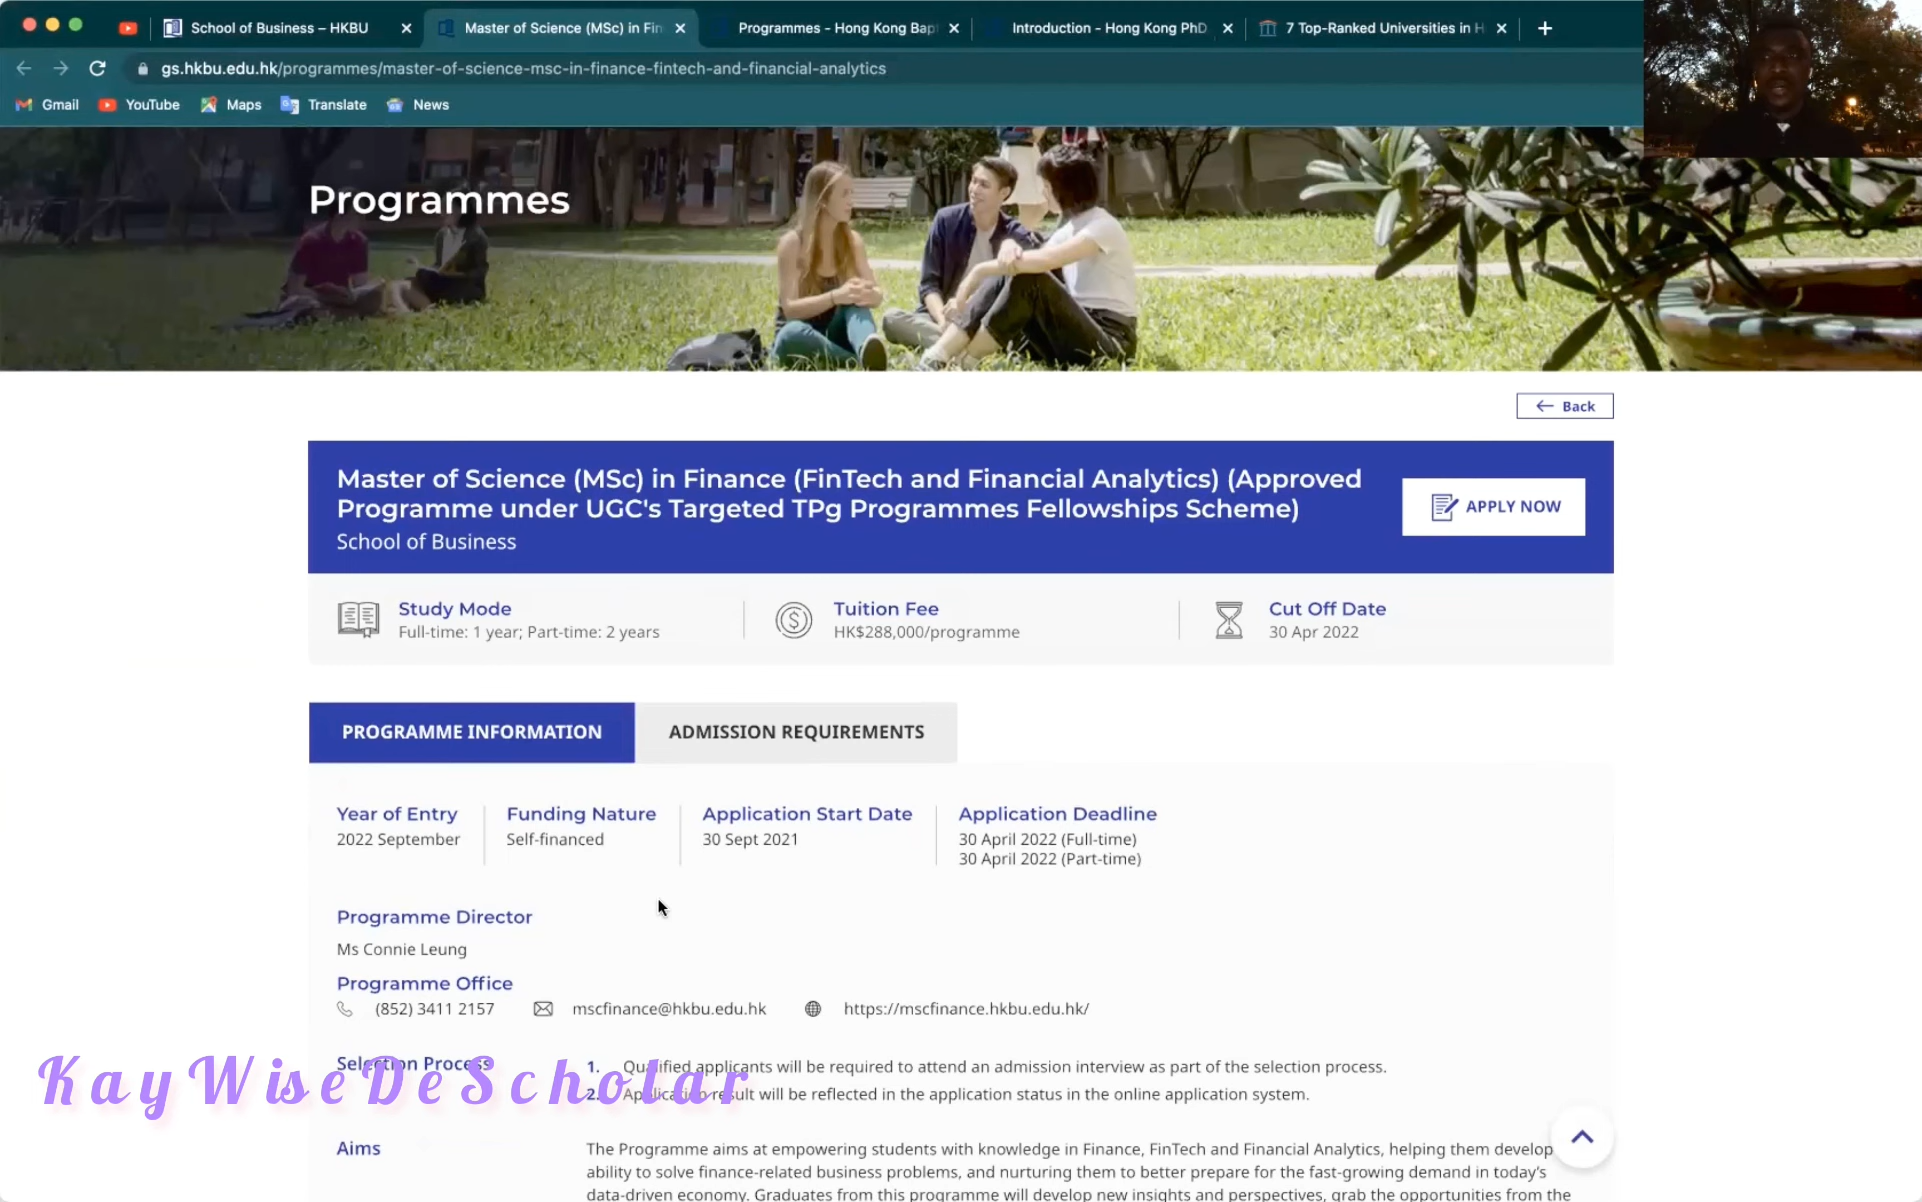 School of Business – HKBU
Master of Science (MSc) in Fin
Programmes - Hong Kong Bap
Introduction - Hong Kong PhD
7 Top-Ranked Universities in H
gs.hkbu.edu.hk/programmes/master-of-science-msc-in-finance-fintech-and-financial-analytics
Gmail YouTube Maps Translate News
Programmes
Back
Master of Science (MSc) in Finance (FinTech and Financial Analytics) (Approved
Programme under UGC's Targeted TPg Programmes Fellowships Scheme)
School of Business
APPLY NOW
Study Mode
Full-time: 1 year; Part-time: 2 years
Tuition Fee
HK$288,000/programme
Cut Off Date
30 Apr 2022
PROGRAMME INFORMATION
ADMISSION REQUIREMENTS
Year of Entry
2022 September
Funding Nature
Self-financed
Application Start Date
30 Sept 2021
Application Deadline
30 April 2022 (Full-time)
30 April 2022 (Part-time)
Programme Director
Ms Connie Leung
Programme Office
(852) 3411 2157
mscfinance@hkbu.edu.hk
https://mscfinance.hkbu.edu.hk/
Selection Process
1. Qualified applicants will be required to attend an admission interview as part of the selection process.
2. Application result will be reflected in the application status in the online application system.
KayWiseDeScholar
Aims
The Programme aims at empowering students with knowledge in Finance, FinTech and Financial Analytics, helping them develop
ability to solve finance-related business problems, and nurturing them to better prepare for the fast-growing demand in today's
data-driven economy. Graduates from this programme will develop new insights and perspectives, grab the opportunities from the